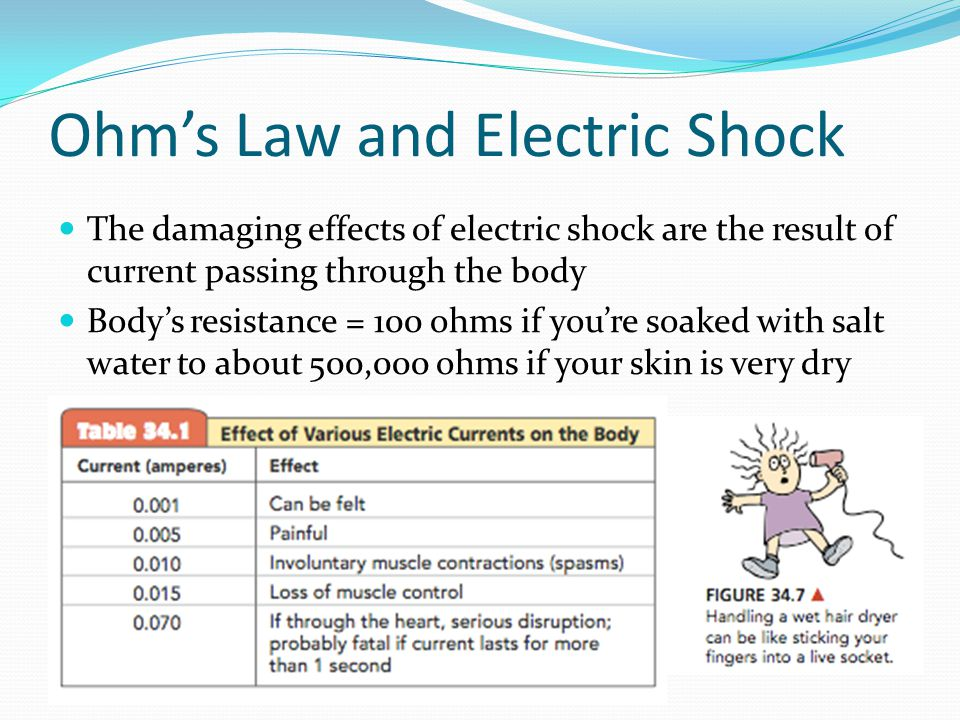 Ohm’s Law and Electric Shock
The damaging effects of electric shock are the result of
current passing through the body
Body’s resistance = 100 ohms if you’re soaked with salt
water to about 500,000 ohms if your skin is very dry
Table 34.1 Effect of Various Electric Currents on the Body
Current (amperes) Effect
0.001 Can be felt
0.005 Painful
0.010 Involuntary muscle contractions (spasms)
0.015 Loss of muscle control
0.070 If through the heart, serious disruption;
probably fatal if current lasts for more
than 1 second
FIGURE 34.7 ▲
Handling a wet hair dryer
can be like sticking your
fingers into a live socket.